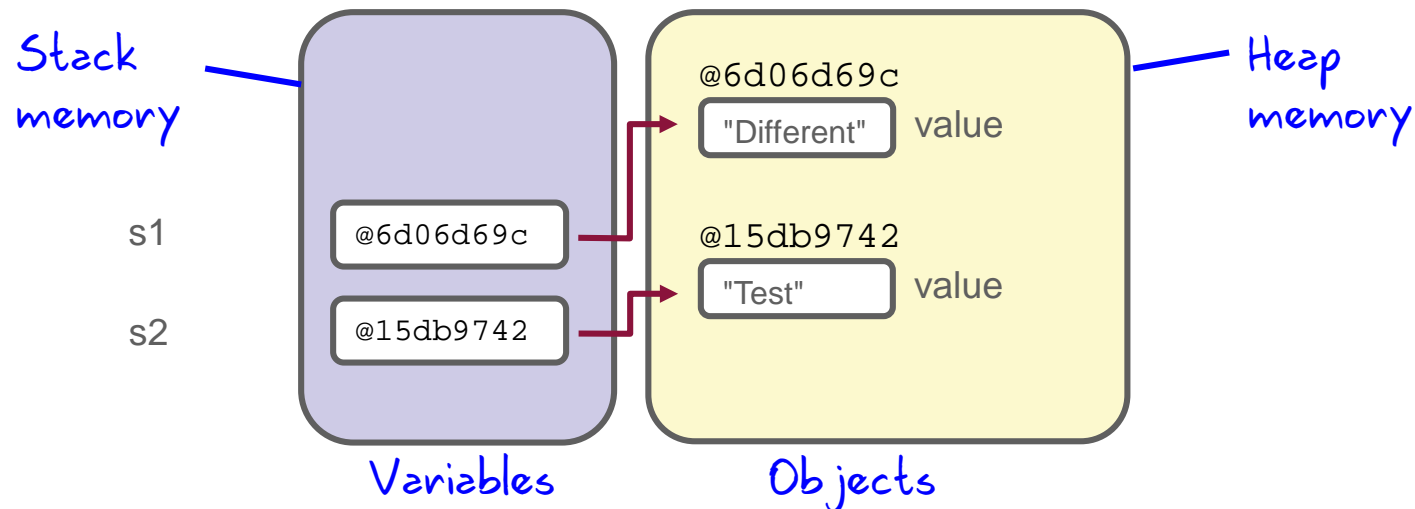 Stack
memory
Heap
memory
@6d06d69c
"Different" value
s1 @6d06d69c
@15db9742
"Test" value
s2 @15db9742
Variables
Objects